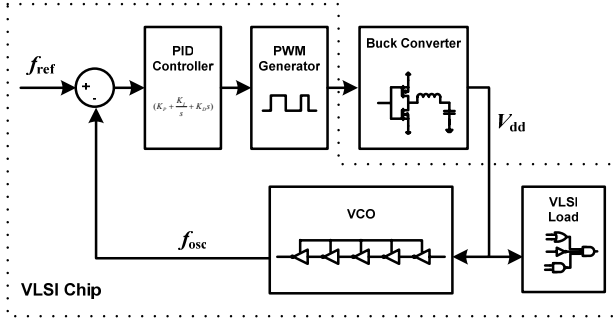 f_ref
+
-
PID
Controller
(K_P + K_I/s + K_D s)
PWM
Generator
Buck Converter
V_dd
VCO
VLSI
Load
f_osc
VLSI Chip